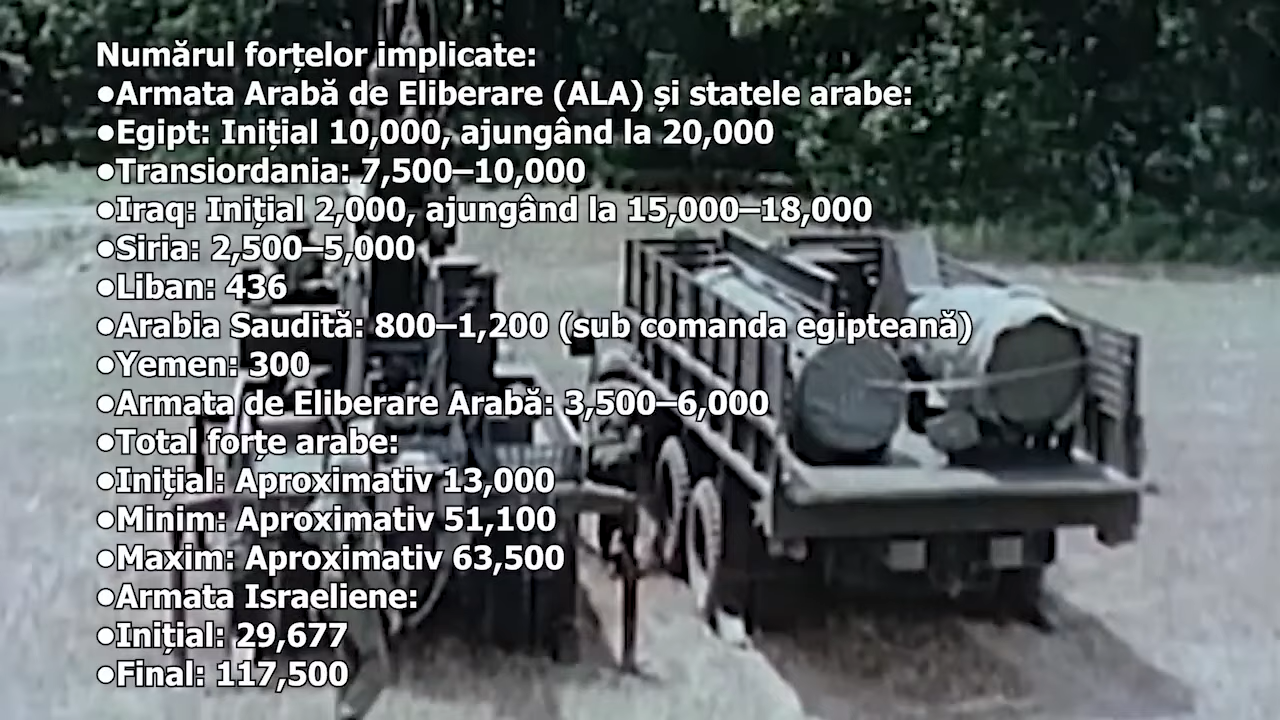 Numărul forțelor implicate:
●Armata Arabă de Eliberare (ALA) și statele arabe:
●Egipt: Inițial 10,000, ajungând la 20,000
●Transiordania: 7,500–10,000
●Iraq: Inițial 2,000, ajungând la 15,000–18,000
●Siria: 2,500–5,000
●Liban: 436
●Arabia Saudită: 800–1,200 (sub comanda egipteană)
●Yemen: 300
●Armata de Eliberare Arabă: 3,500–6,000
●Total forțe arabe:
●Inițial: Aproximativ 13,000
●Minim: Aproximativ 51,100
●Maxim: Aproximativ 63,500
●Armata Israeliene:
●Inițial: 29,677
●Final: 117,500